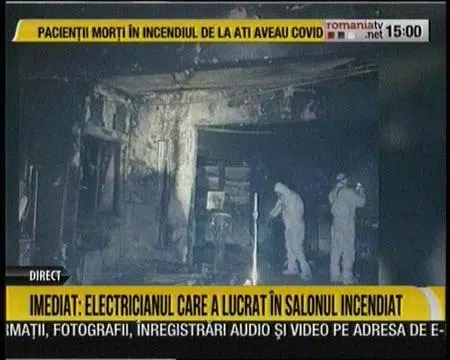 PACIENȚII MORȚI ÎN INCENDIUL DE LA ATI AVEAU COVID
romaniatv
.net
15:00
DIRECT
IMEDIAT: ELECTRICIANUL CARE A LUCRAT ÎN SALONUL INCENDIAT
RMAȚII, FOTOGRAFII, ÎNREGISTRĂRI AUDIO ȘI VIDEO PE ADRESA DE E-